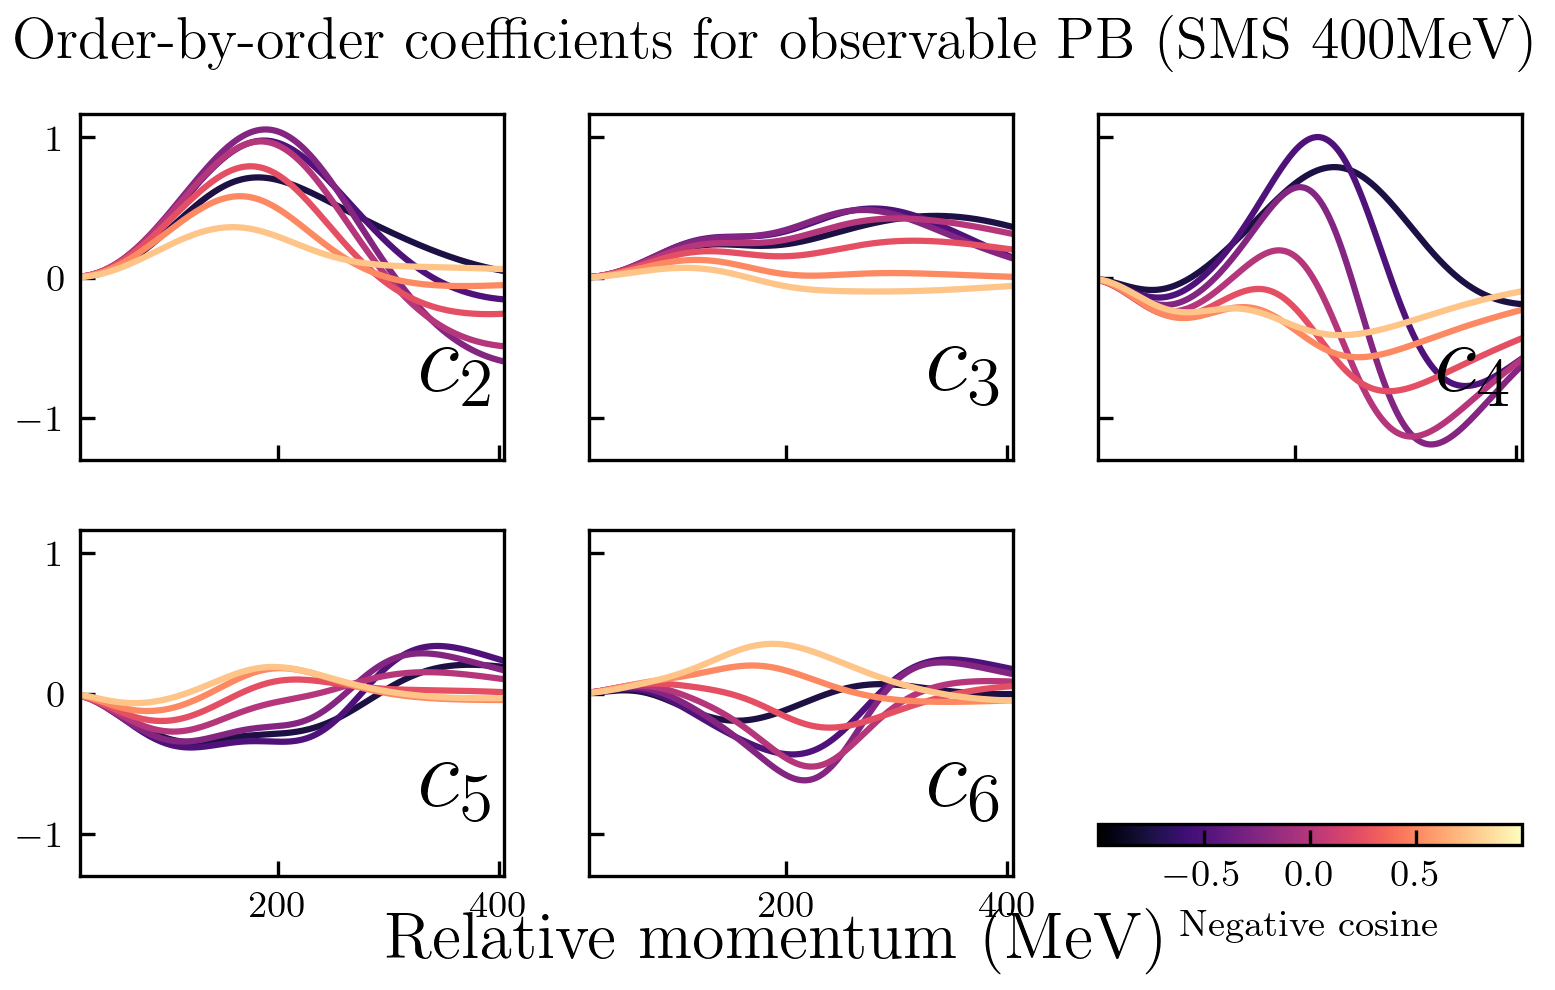 Order-by-order coefficients for observable PB (SMS 400MeV)
1
0
−1
c2
c3
c4
1
0
−1
c5
c6
200
400
200
400
−0.5
0.0
0.5
Relative momentum (MeV)
Negative cosine